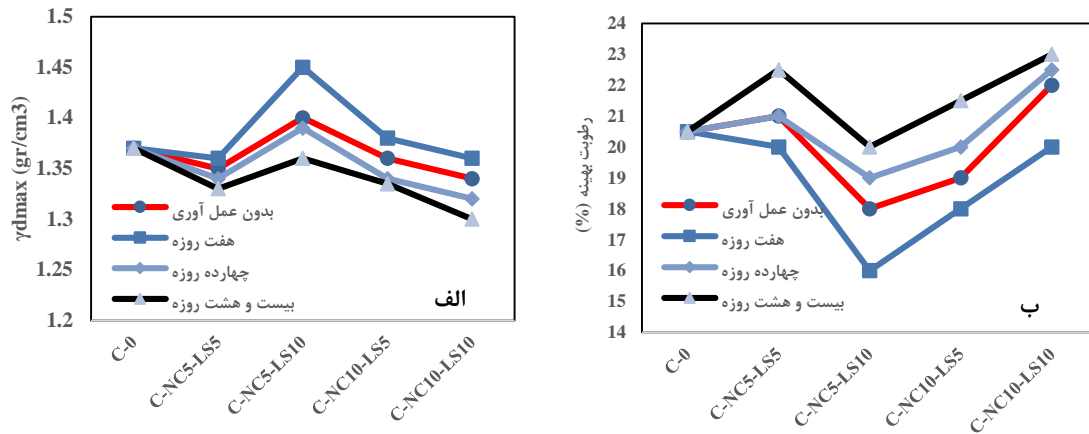 γdmax (gr/cm3)
1.5
1.45
1.4
1.35
1.3
1.25
1.2
بدون عمل آوری
هفت روزه
چهارده روزه
بیست و هشت روزه
الف
C-0
C-NC5-LS5
C-NC5-LS10
C-NC10-LS5
C-NC10-LS10
رطوبت بهینه (%)
24
23
22
21
20
19
18
17
16
15
14
بدون عمل آوری
هفت روزه
چهارده روزه
بیست و هشت روزه
ب
C-0
C-NC5-LS5
C-NC5-LS10
C-NC10-LS5
C-NC10-LS10